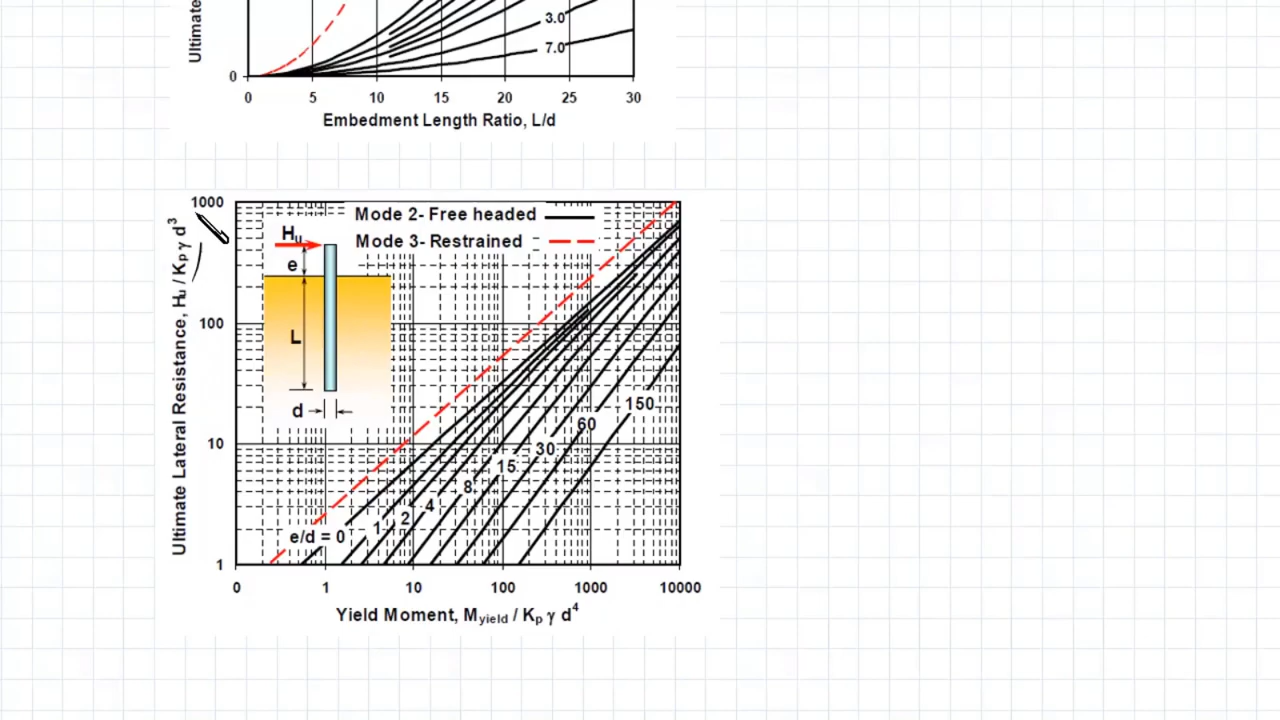 Ultimate
3.0
7.0
0
0 5 10 15 20 25 30
Embedment Length Ratio, L/d
Ultimate Lateral Resistance, Hu / Kp γ d³
1000
100
10
1
Mode 2- Free headed
Mode 3- Restrained
Hu
e
L
d
e/d = 0 1 2 4 8 15 30 60 150
0 1 10 100 1000 10000
Yield Moment, Myield / Kp γ d⁴